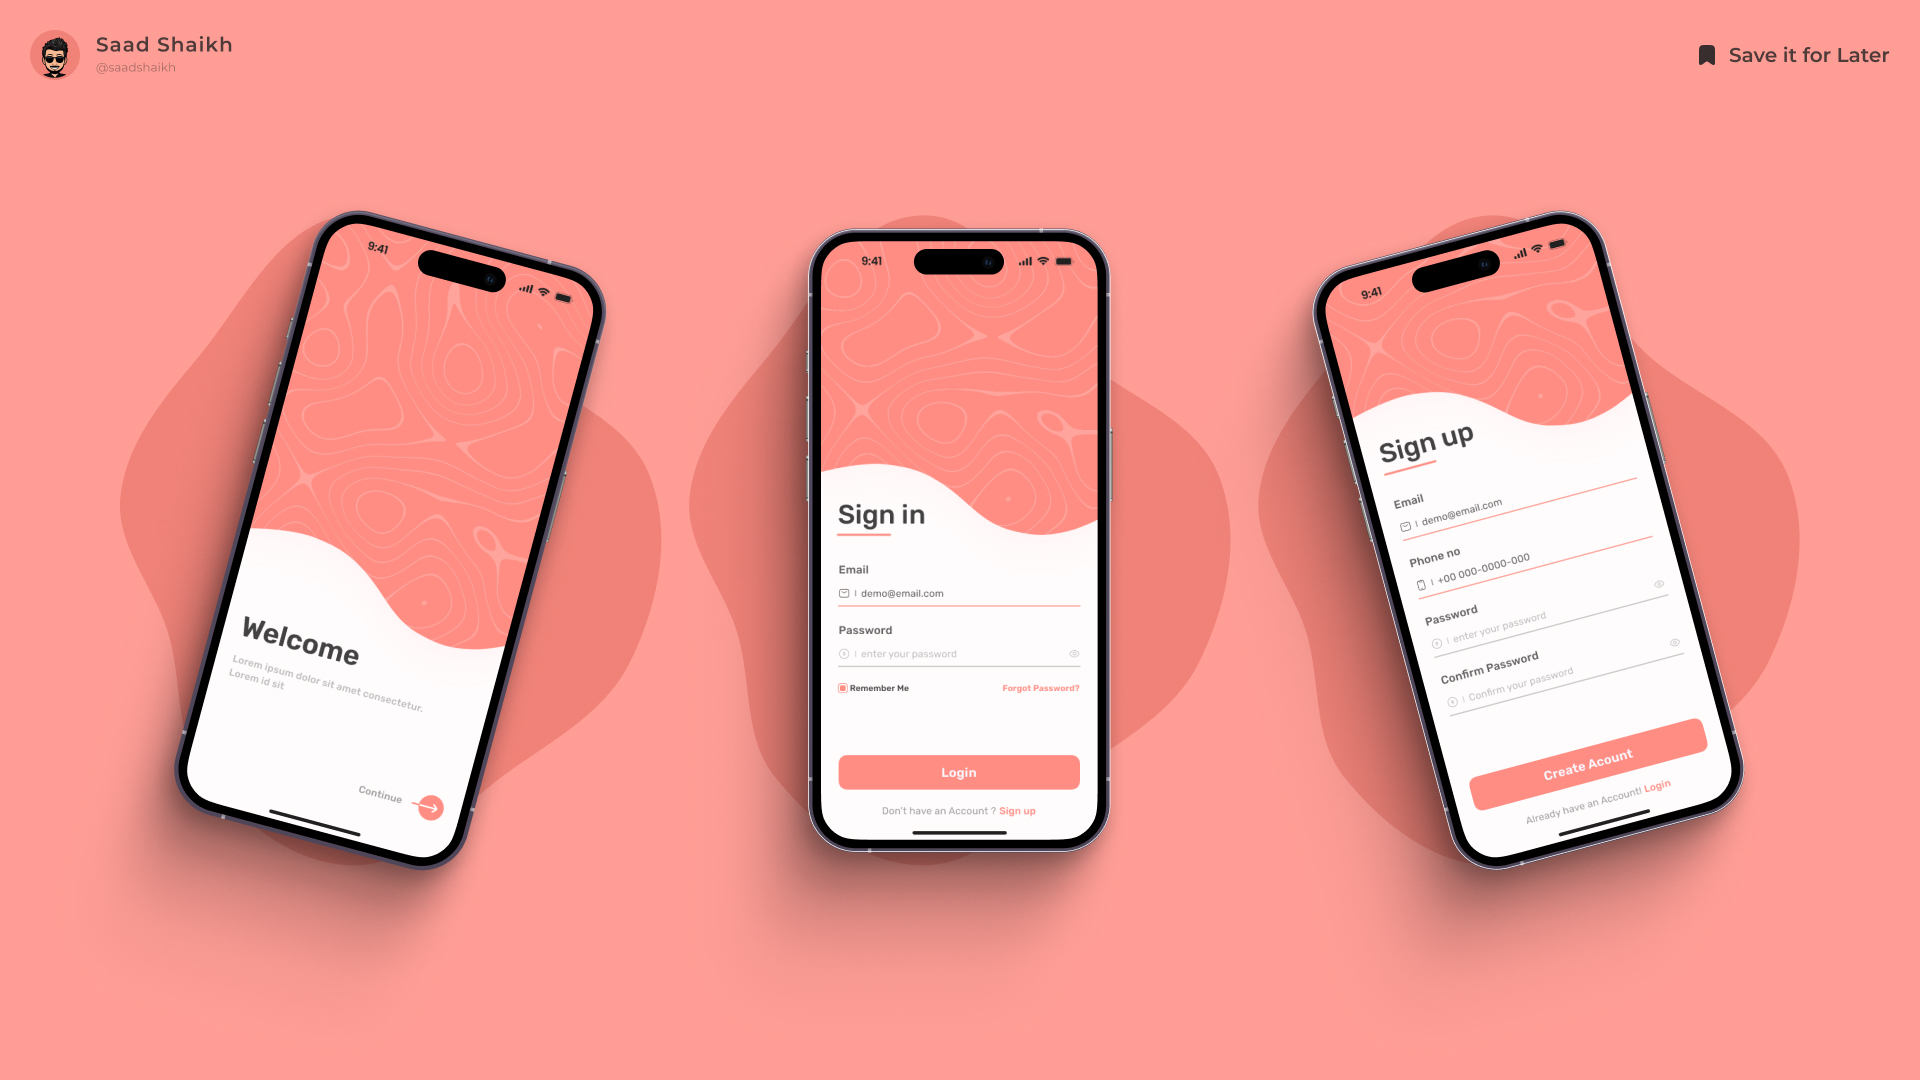 Saad Shaikh
@saadshaikh
Save it for Later
9:41
Welcome
Lorem ipsum dolor sit amet consectetur.
Lorem id sit
Continue
9:41
Sign in
Email
demo@email.com
Password
enter your password
Remember Me
Forgot Password?
Login
Don't have an Account ? Sign up
9:41
Sign up
Email
demo@email.com
Phone no
+00 000-0000-000
Password
enter your password
Confirm Password
Confirm your password
Create Acount
Already have an Account! Login